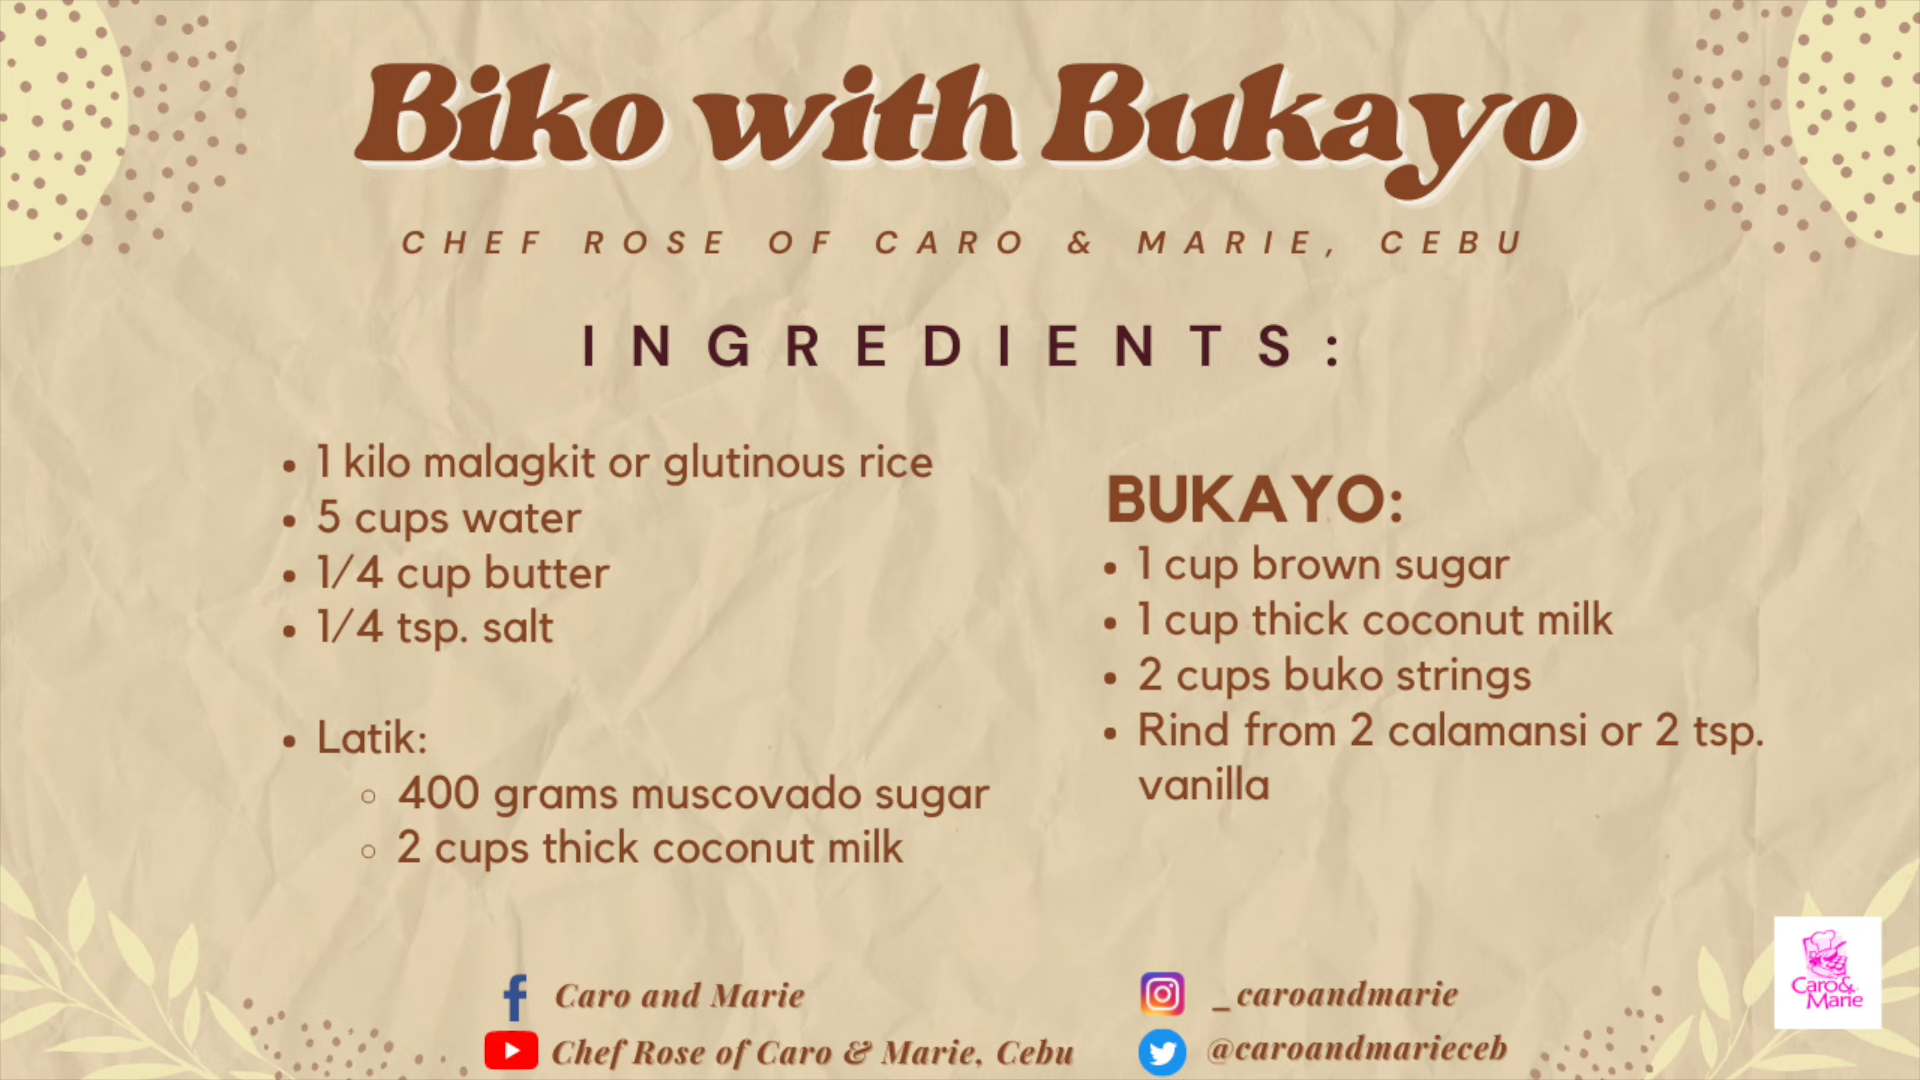 Biko with Bukayo
CHEF ROSE OF CARO & MARIE, CEBU
INGREDIENTS:
• 1 kilo malagkit or glutinous rice
• 5 cups water
• 1/4 cup butter
• 1/4 tsp. salt
• Latik:
◦ 400 grams muscovado sugar
◦ 2 cups thick coconut milk
BUKAYO:
• 1 cup brown sugar
• 1 cup thick coconut milk
• 2 cups buko strings
• Rind from 2 calamansi or 2 tsp.
vanilla
Caro and Marie
Chef Rose of Caro & Marie, Cebu
_caroandmarie
@caroandmarieceb
Caro&
Marie